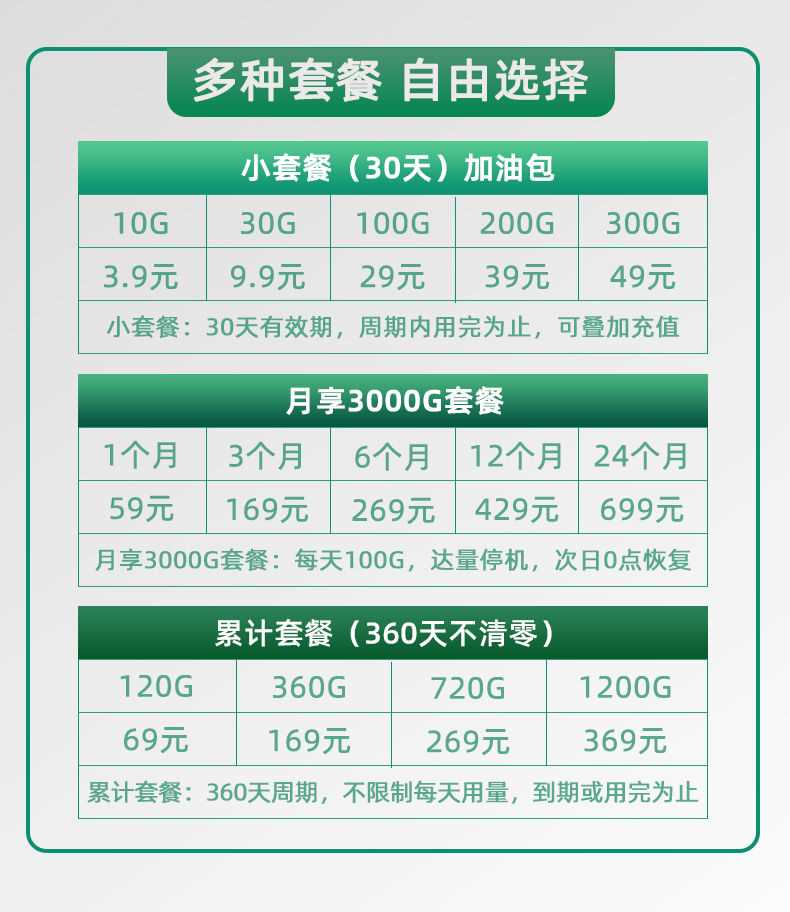 多种套餐 自由选择
小套餐（30天）加油包
10G 30G 100G 200G 300G
3.9元 9.9元 29元 39元 49元
小套餐：30天有效期，周期内用完为止，可叠加充值
月享3000G套餐
1个月 3个月 6个月 12个月 24个月
59元 169元 269元 429元 699元
月享3000G套餐：每天100G，达量停机，次日0点恢复
累计套餐（360天不清零）
120G 360G 720G 1200G
69元 169元 269元 369元
累计套餐：360天周期，不限制每天用量，到期或用完为止